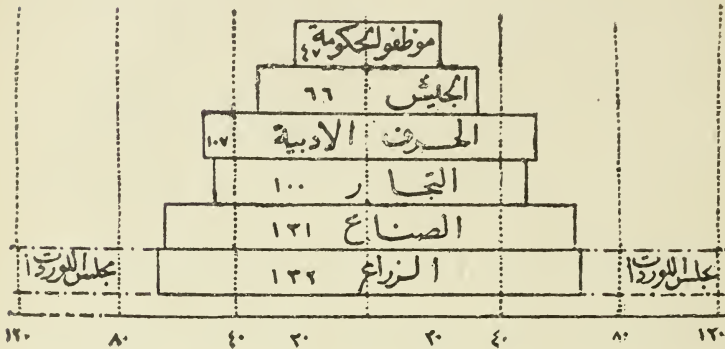 موظفو الحكومة ٤٧
الجيش ٦٦
الحرف الادبية ١٠٧
التجار ١٠٠
الصناع ١٣١
مجلس اللوردات الزراع ١٣٢ مجلس اللوردات
١٢٠ ٨٠ ٤٠ ٢٠ ٢٠ ٤٠ ٨٠ ١٢٠